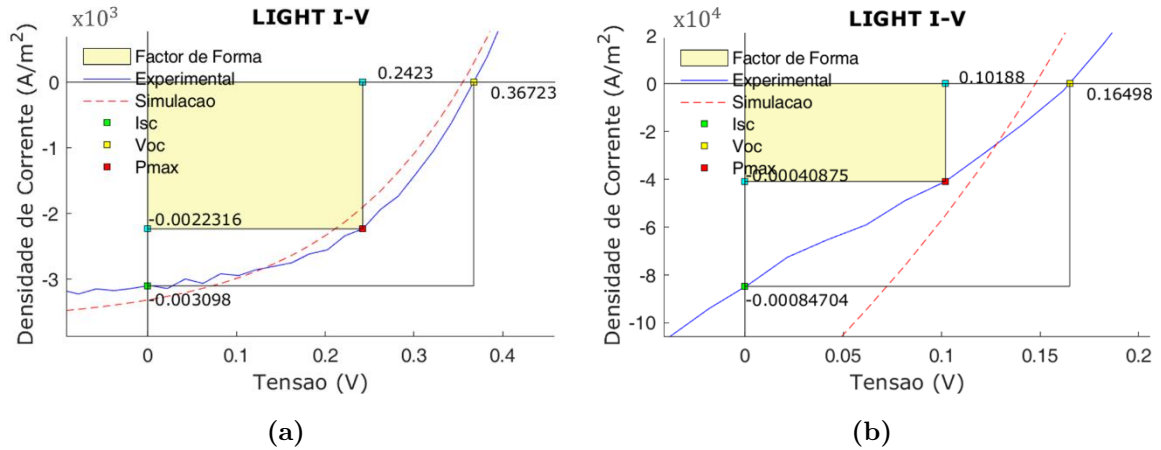 x10³
LIGHT I-V
Densidade de Corrente (A/m²)
0
-1
-2
-3
Factor de Forma
Experimental
Simulacao
Isc
Voc
Pmax
0.2423
0.36723
-0.0022316
-0.003098
0
0.1
0.2
0.3
0.4
Tensao (V)
(a)
x10⁴
LIGHT I-V
Densidade de Corrente (A/m²)
2
0
-2
-4
-6
-8
-10
Factor de Forma
Experimental
Simulacao
Isc
Voc
Pmax
0.10188
0.16498
-0.00040875
-0.00084704
0
0.05
0.1
0.15
0.2
Tensao (V)
(b)